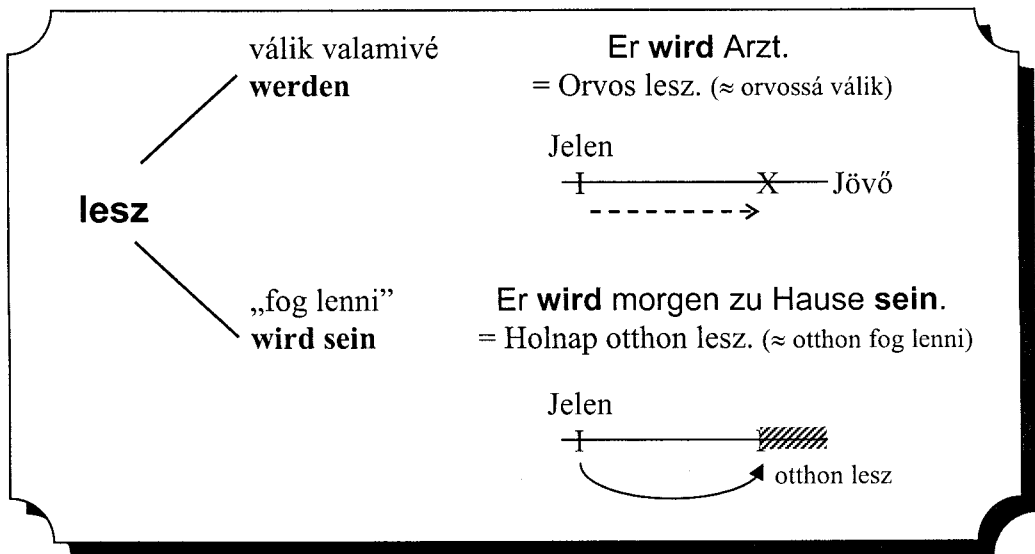 válik valamivé
werden
Er wird Arzt.
= Orvos lesz. (≈ orvossá válik)
Jelen
I X Jövő
lesz
„fog lenni”
wird sein
Er wird morgen zu Hause sein.
= Holnap otthon lesz. (≈ otthon fog lenni)
Jelen
I I
otthon lesz